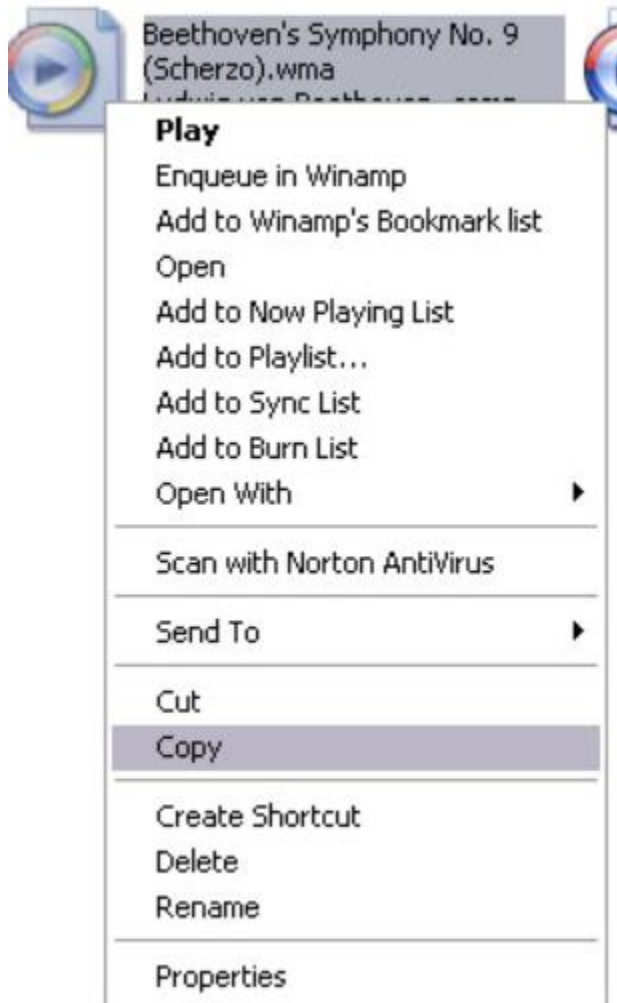 Beethoven's Symphony No. 9
(Scherzo).wma
Play
Enqueue in Winamp
Add to Winamp's Bookmark list
Open
Add to Now Playing List
Add to Playlist...
Add to Sync List
Add to Burn List
Open With
Scan with Norton AntiVirus
Send To
Cut
Copy
Create Shortcut
Delete
Rename
Properties